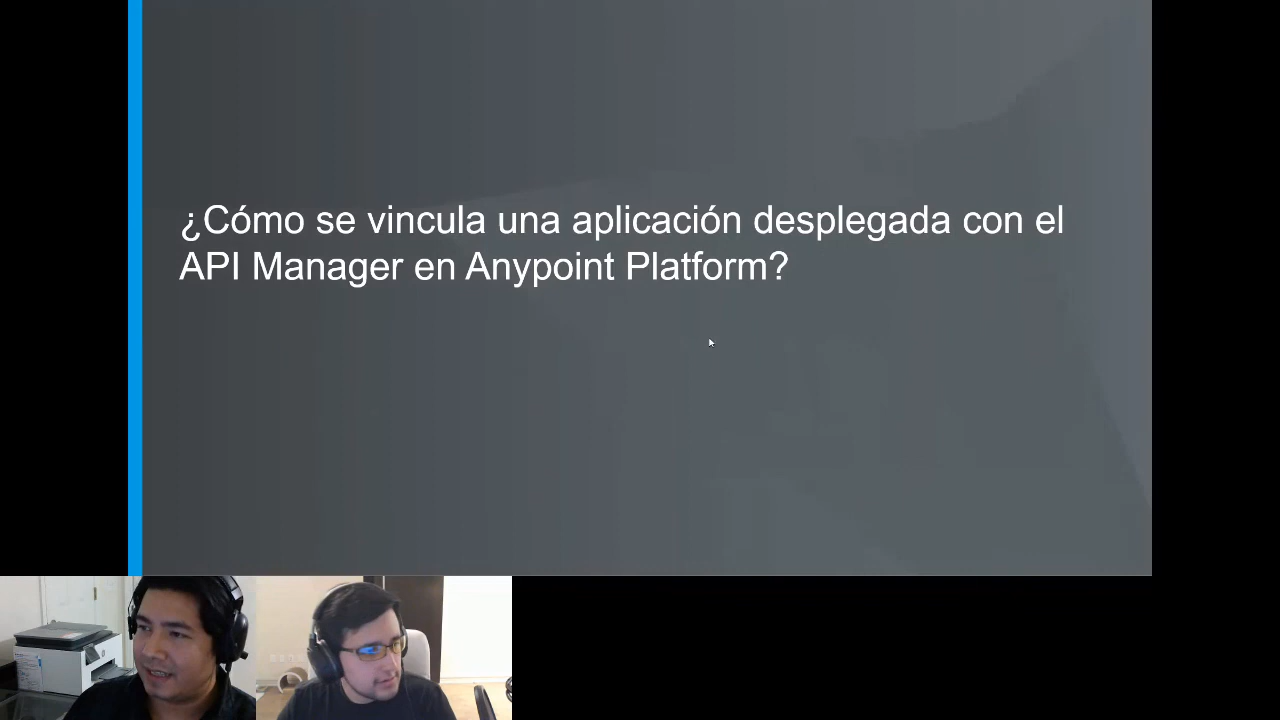 ¿Cómo se vincula una aplicación desplegada con el
API Manager en Anypoint Platform?